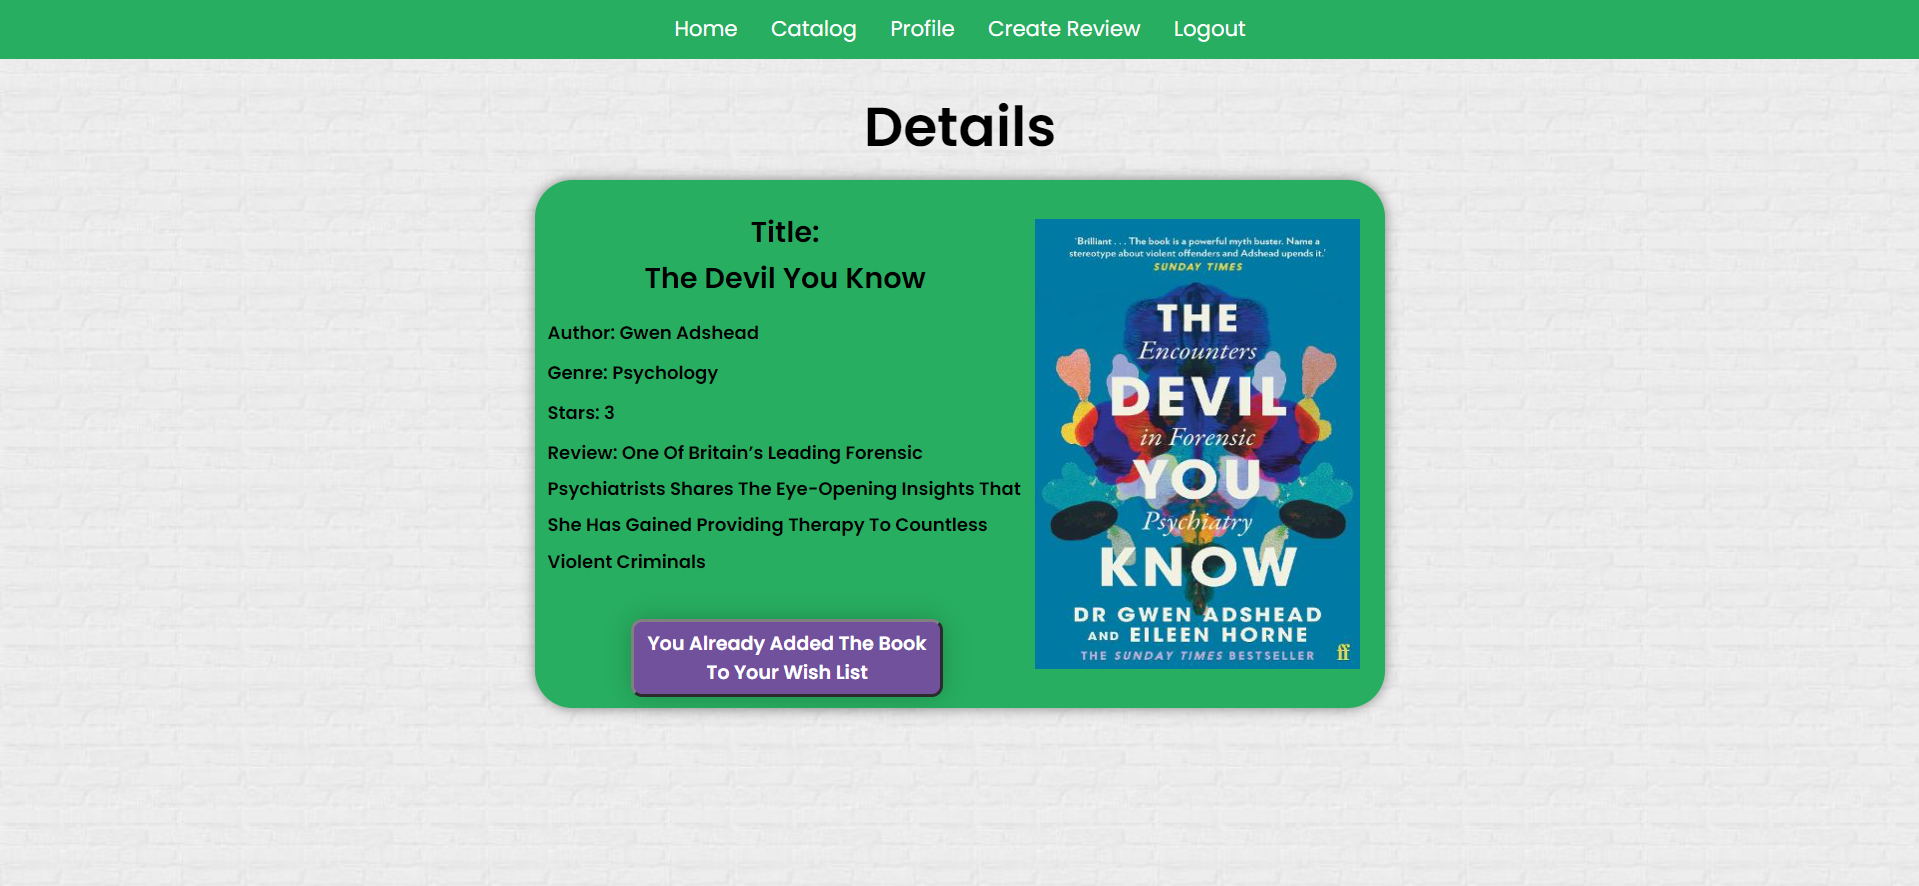 Home Catalog Profile Create Review Logout
Details
Title:
The Devil You Know
Author: Gwen Adshead
Genre: Psychology
Stars: 3
Review: One Of Britain’s Leading Forensic
Psychiatrists Shares The Eye-Opening Insights That
She Has Gained Providing Therapy To Countless
Violent Criminals
You Already Added The Book
To Your Wish List
'Brilliant . . . The book is a powerful myth buster. Name a
stereotype about violent offenders and Adshead upends it.'
SUNDAY TIMES
THE
Encounters
DEVIL
in Forensic
YOU
Psychiatry
KNOW
DR GWEN ADSHEAD
AND EILEEN HORNE
THE SUNDAY TIMES BESTSELLER
ff